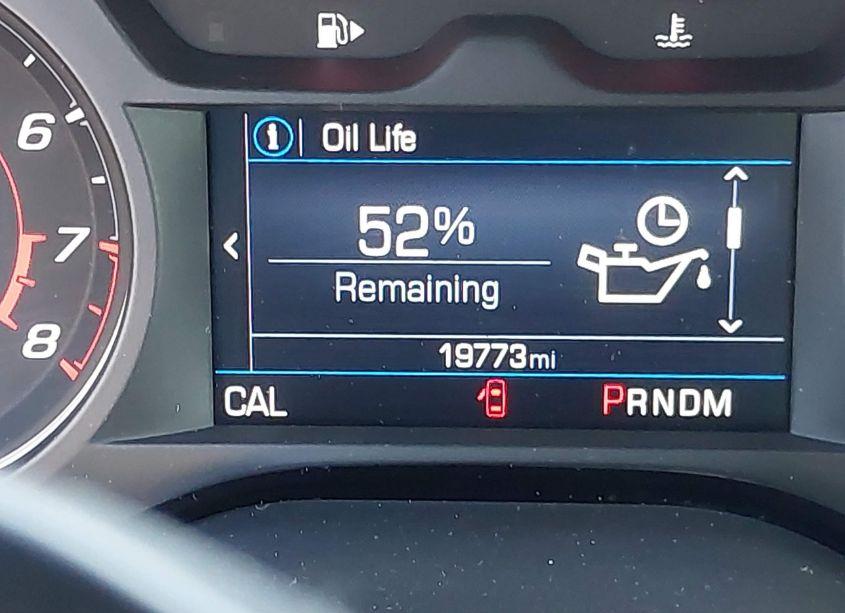 6
7
8
i Oil Life
52%
Remaining
19773mi
CAL
PRNDM